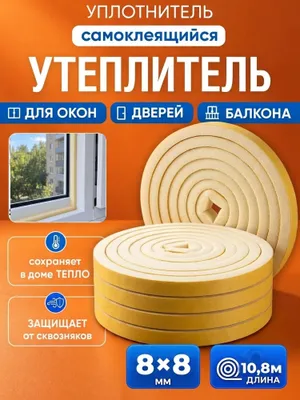 УПЛОТНИТЕЛЬ
самоклеящийся
УТЕПЛИТЕЛЬ
ДЛЯ ОКОН
ДВЕРЕЙ
БАЛКОНА
сохраняет
в доме ТЕПЛО
ЗАЩИЩАЕТ
от сквозняков
8×8
мм
10,8м
ДЛИНА